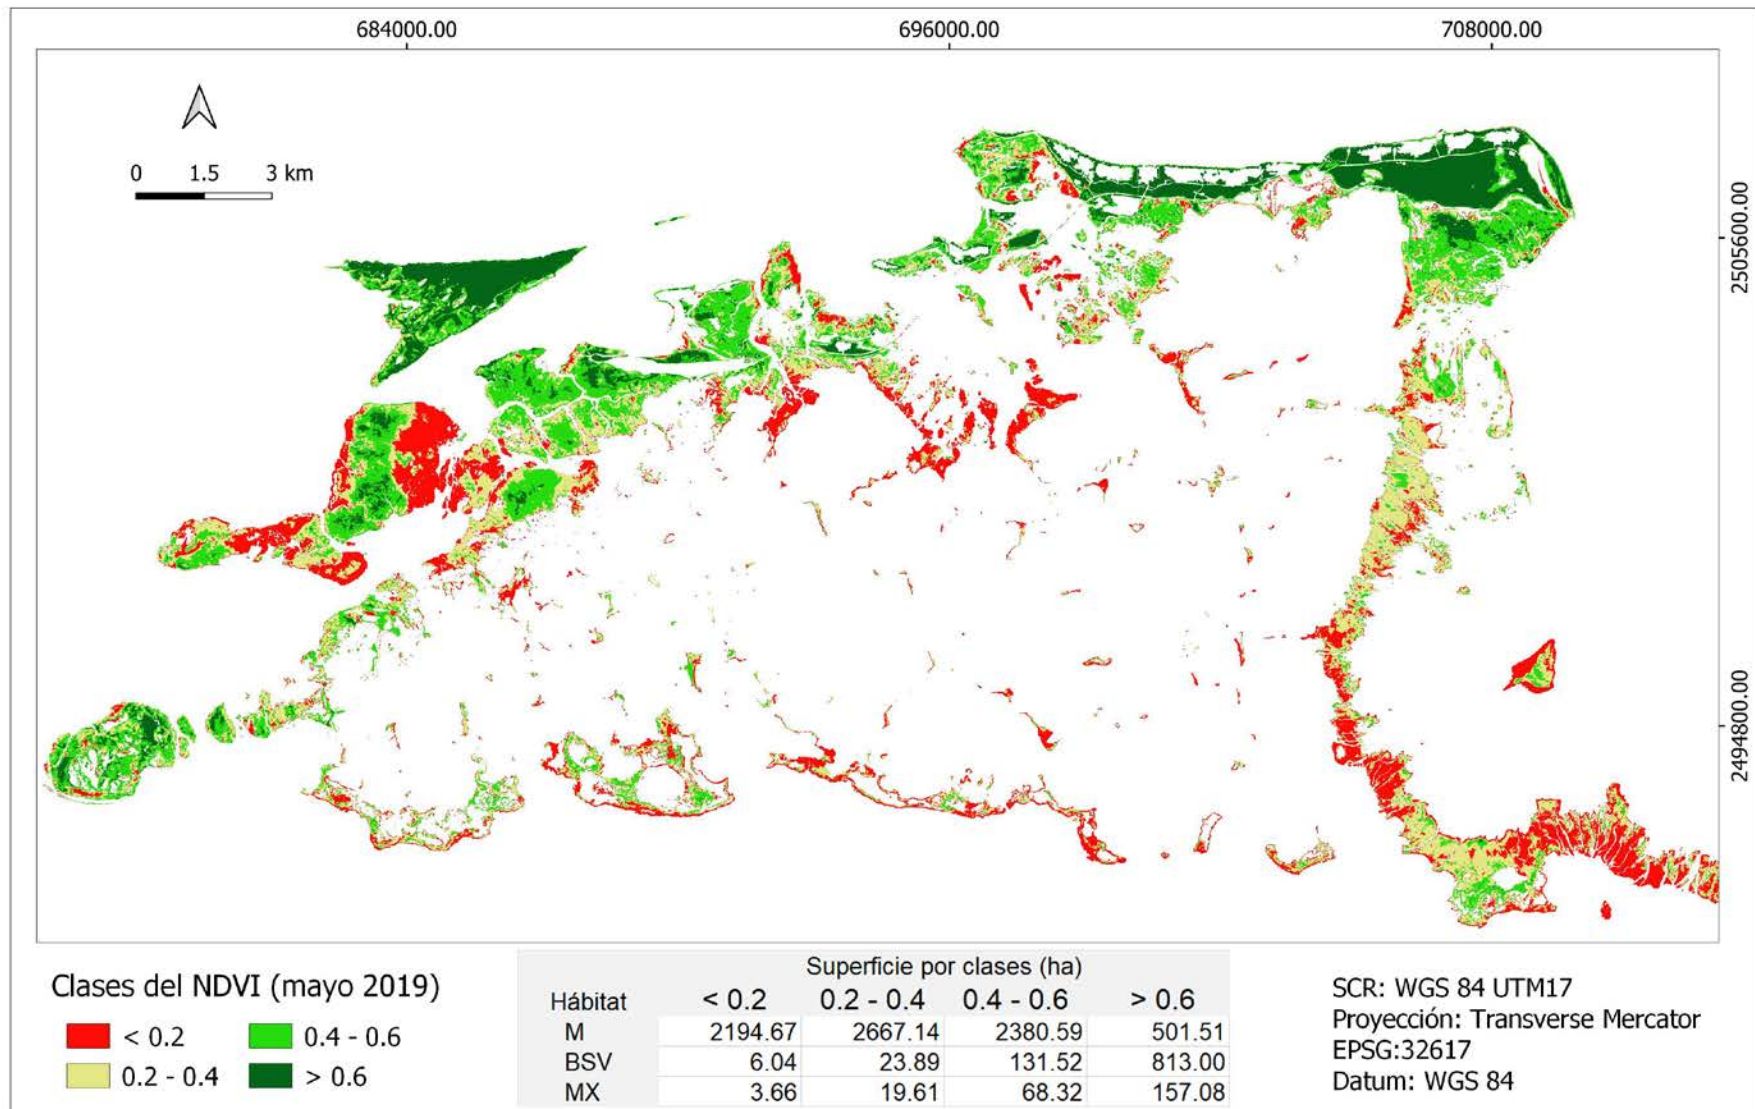 684000.00 696000.00 708000.00
0 1.5 3 km
2505600.00
2494800.00
Clases del NDVI (mayo 2019)
< 0.2 0.4 - 0.6
0.2 - 0.4 > 0.6
Superficie por clases (ha)
Hábitat < 0.2 0.2 - 0.4 0.4 - 0.6 > 0.6
M 2194.67 2667.14 2380.59 501.51
BSV 6.04 23.89 131.52 813.00
MX 3.66 19.61 68.32 157.08
SCR: WGS 84 UTM17
Proyección: Transverse Mercator
EPSG:32617
Datum: WGS 84